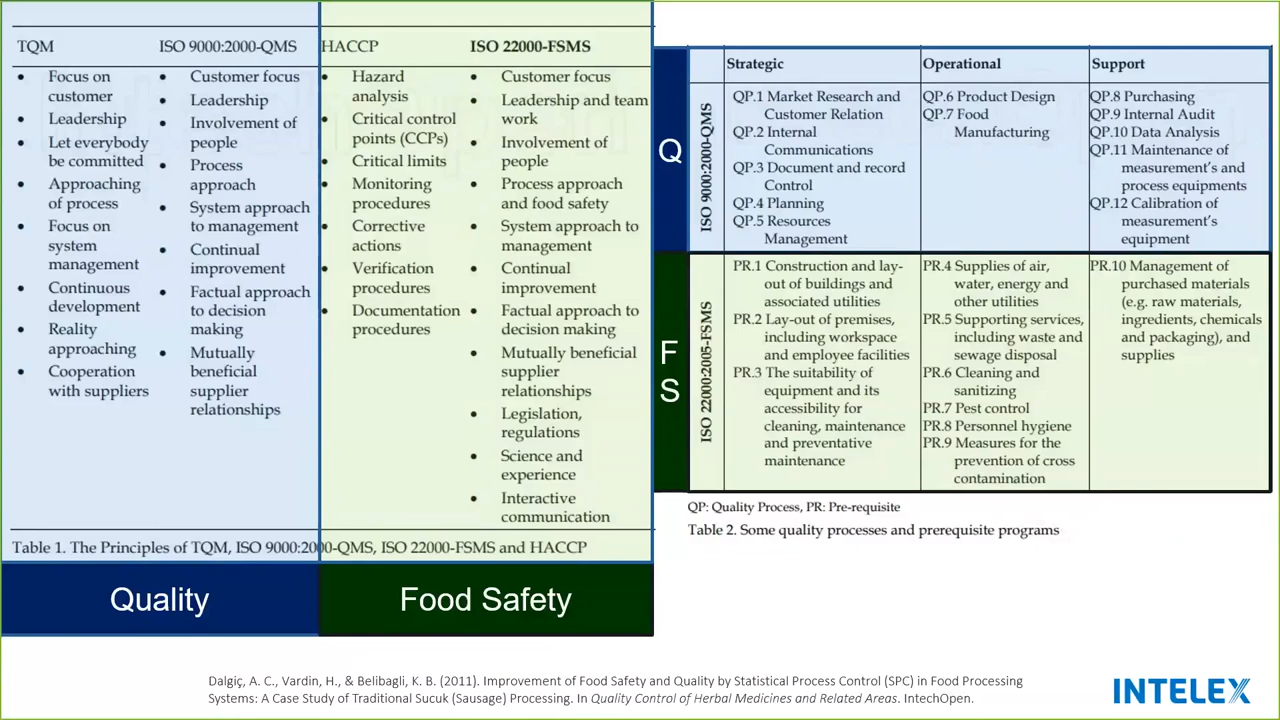 TQM
• Focus on
customer
• Leadership
• Let everybody
be committed
• Approaching
of process
• Focus on
system
management
• Continuous
development
• Reality
approaching
• Cooperation
with suppliers
ISO 9000:2000-QMS
• Customer focus
• Leadership
• Involvement of
people
• Process
approach
• System approach
to management
• Continual
improvement
• Factual approach
to decision
making
• Mutually
beneficial
supplier
relationships
HACCP
• Hazard
analysis
• Critical control
points (CCPs)
• Critical limits
• Monitoring
procedures
• Corrective
actions
• Verification
procedures
• Documentation
procedures
ISO 22000-FSMS
• Customer focus
• Leadership and team
work
• Involvement of
people
• Process approach
and food safety
• System approach to
management
• Continual
improvement
• Factual approach to
decision making
• Mutually beneficial
supplier
relationships
• Legislation,
regulations
• Science and
experience
• Interactive
communication
Table 1. The Principles of TQM, ISO 9000:2000-QMS, ISO 22000-FSMS and HACCP
Quality
Food Safety
Strategic
Operational
Support
Q
ISO 9000:2000-QMS
QP.1 Market Research and
Customer Relation
QP.2 Internal
Communications
QP.3 Document and record
Control
QP.4 Planning
QP.5 Resources
Management
QP.6 Product Design
QP.7 Food
Manufacturing
QP.8 Purchasing
QP.9 Internal Audit
QP.10 Data Analysis
QP.11 Maintenance of
measurement's and
process equipments
QP.12 Calibration of
measurement's
equipment
F
S
ISO 22000:2005-FSMS
PR.1 Construction and lay-
out of buildings and
associated utilities
PR.2 Lay-out of premises,
including workspace
and employee facilities
PR.3 The suitability of
equipment and its
accessibility for
cleaning, maintenance
and preventative
maintenance
PR.4 Supplies of air,
water, energy and
other utilities
PR.5 Supporting services,
including waste and
sewage disposal
PR.6 Cleaning and
sanitizing
PR.7 Pest control
PR.8 Personnel hygiene
PR.9 Measures for the
prevention of cross
contamination
PR.10 Management of
purchased materials
(e.g. raw materials,
ingredients, chemicals
and packaging), and
supplies
QP: Quality Process, PR: Pre-requisite
Table 2. Some quality processes and prerequisite programs
Dalgiç, A. C., Vardin, H., & Belibagli, K. B. (2011). Improvement of Food Safety and Quality by Statistical Process Control (SPC) in Food Processing
Systems: A Case Study of Traditional Sucuk (Sausage) Processing. In Quality Control of Herbal Medicines and Related Areas. IntechOpen.
INTELEX